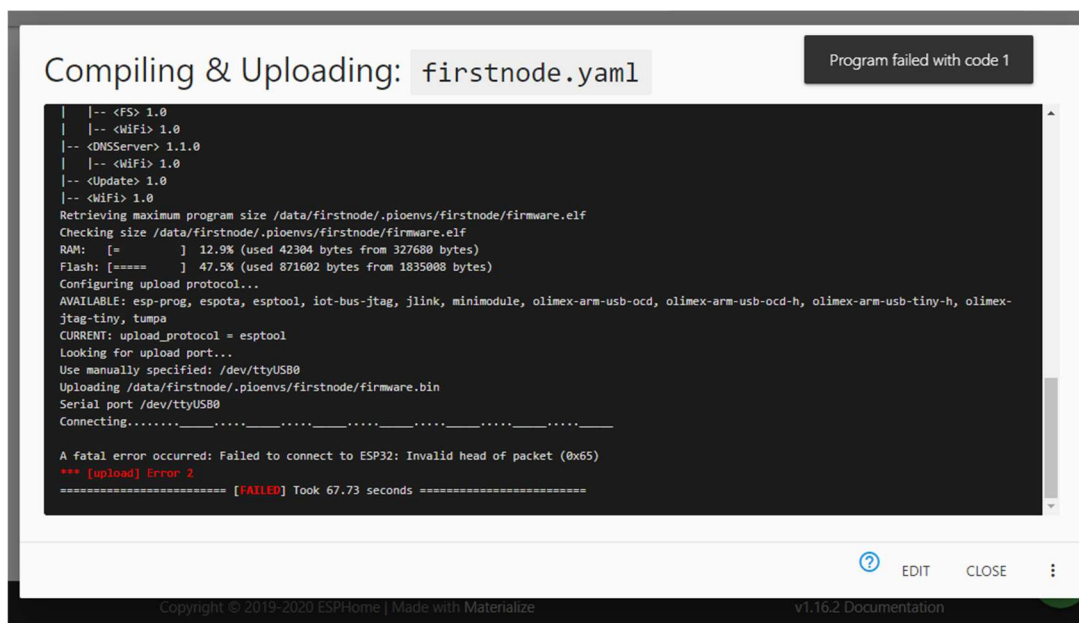 Compiling & Uploading: firstnode.yaml
Program failed with code 1
|   |-- <FS> 1.0
|   |-- <WiFi> 1.0
|-- <DNSServer> 1.1.0
|   |-- <WiFi> 1.0
|-- <Update> 1.0
|-- <WiFi> 1.0
Retrieving maximum program size /data/firstnode/.pioenvs/firstnode/firmware.elf
Checking size /data/firstnode/.pioenvs/firstnode/firmware.elf
RAM:   [=         ]  12.9% (used 42304 bytes from 327680 bytes)
Flash: [=====     ]  47.5% (used 871602 bytes from 1835008 bytes)
Configuring upload protocol...
AVAILABLE: esp-prog, espota, esptool, iot-bus-jtag, jlink, minimodule, olimex-arm-usb-ocd, olimex-arm-usb-ocd-h, olimex-arm-usb-tiny-h, olimex-
jtag-tiny, tumpa
CURRENT: upload_protocol = esptool
Looking for upload port...
Use manually specified: /dev/ttyUSB0
Uploading /data/firstnode/.pioenvs/firstnode/firmware.bin
Serial port /dev/ttyUSB0
Connecting........_____....._____....._____....._____....._____....._____....._____
A fatal error occurred: Failed to connect to ESP32: Invalid head of packet (0x65)
*** [upload] Error 2
========================= [FAILED] Took 67.73 seconds =========================
EDIT
CLOSE
Copyright © 2019-2020 ESPHome | Made with Materialize
v1.16.2 Documentation